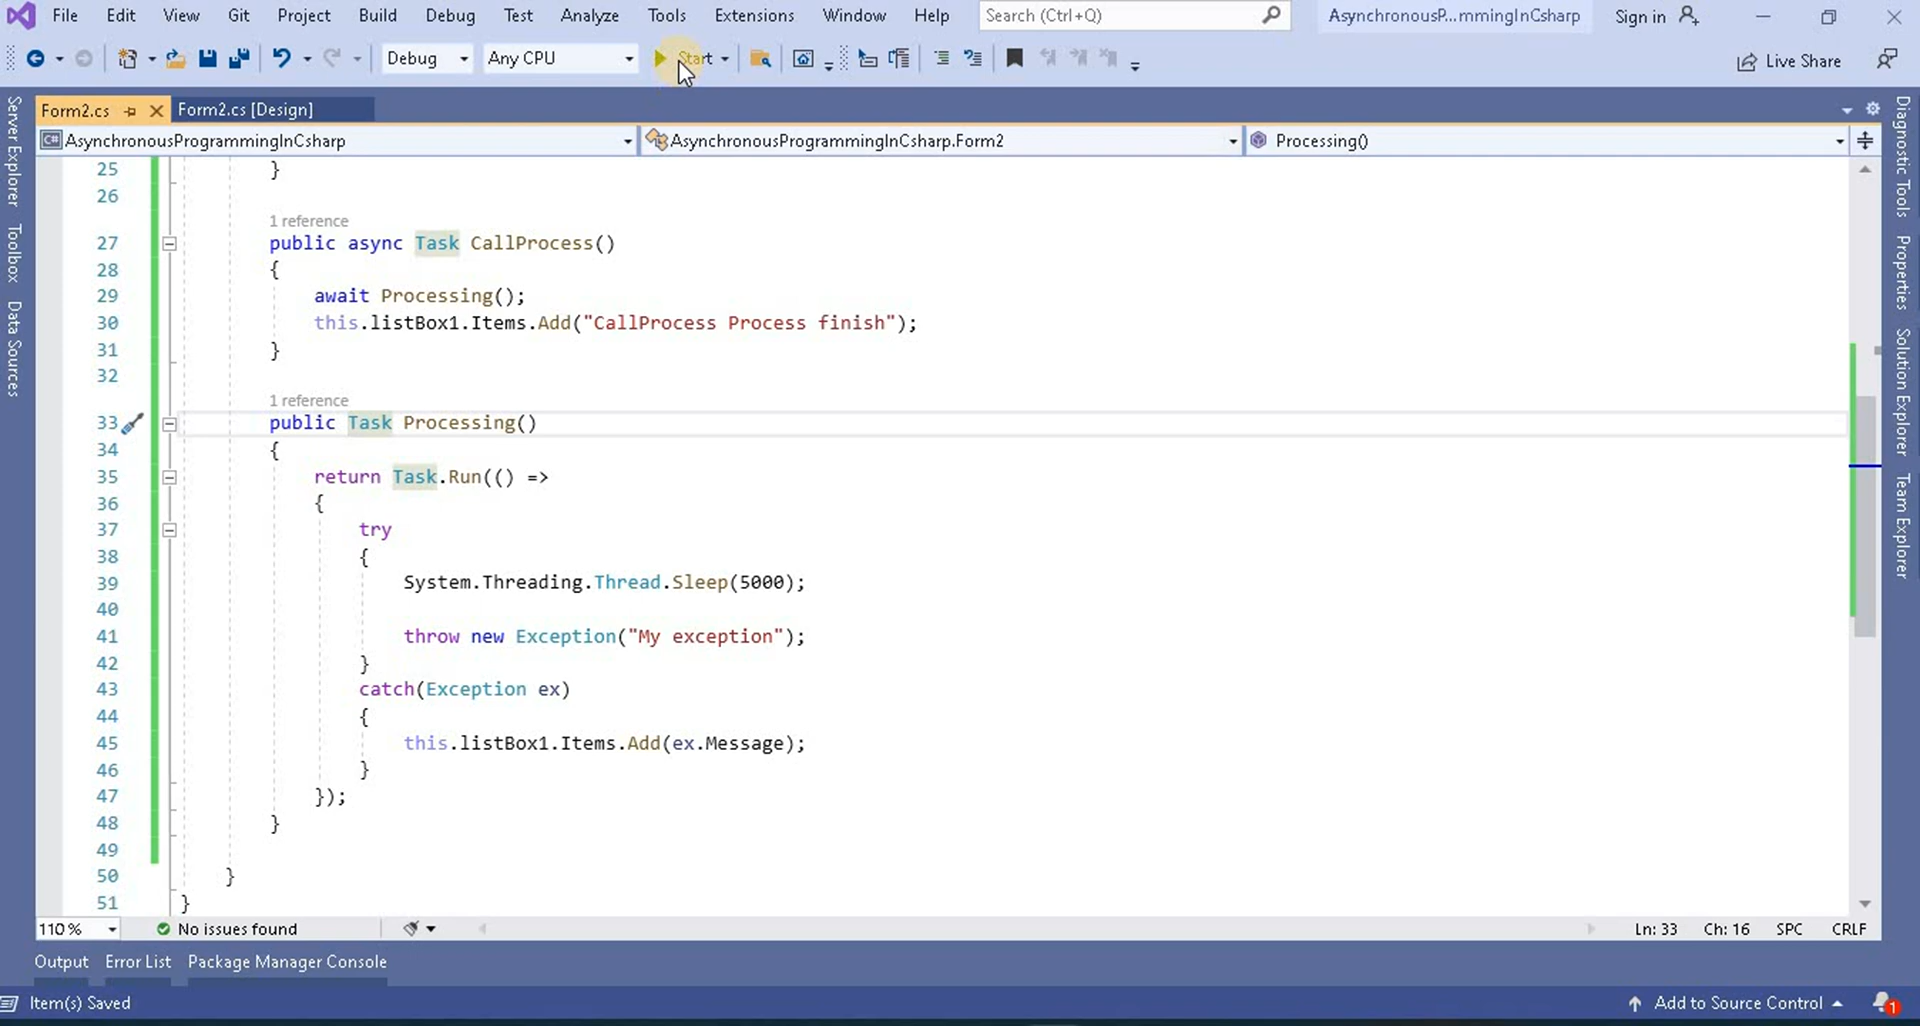 File Edit View Git Project Build Debug Test Analyze Tools Extensions Window Help Search (Ctrl+Q) AsynchronousP...mmingInCsharp Sign in
Debug Any CPU Start Live Share
Form2.cs Form2.cs [Design]
AsynchronousProgrammingInCsharp AsynchronousProgrammingInCsharp.Form2 Processing()
Server Explorer
Toolbox
Data Sources
25 }
26
1 reference
27 public async Task CallProcess()
28 {
29 await Processing();
30 this.listBox1.Items.Add("CallProcess Process finish");
31 }
32
1 reference
33 public Task Processing()
34 {
35 return Task.Run(() =>
36 {
37 try
38 {
39 System.Threading.Thread.Sleep(5000);
40
41 throw new Exception("My exception");
42 }
43 catch(Exception ex)
44 {
45 this.listBox1.Items.Add(ex.Message);
46 }
47 });
48 }
49
50 }
51 }
Diagnostic Tools
Properties
Solution Explorer
Team Explorer
110 % No issues found Ln: 33 Ch: 16 SPC CRLF
Output Error List Package Manager Console
Item(s) Saved Add to Source Control 1